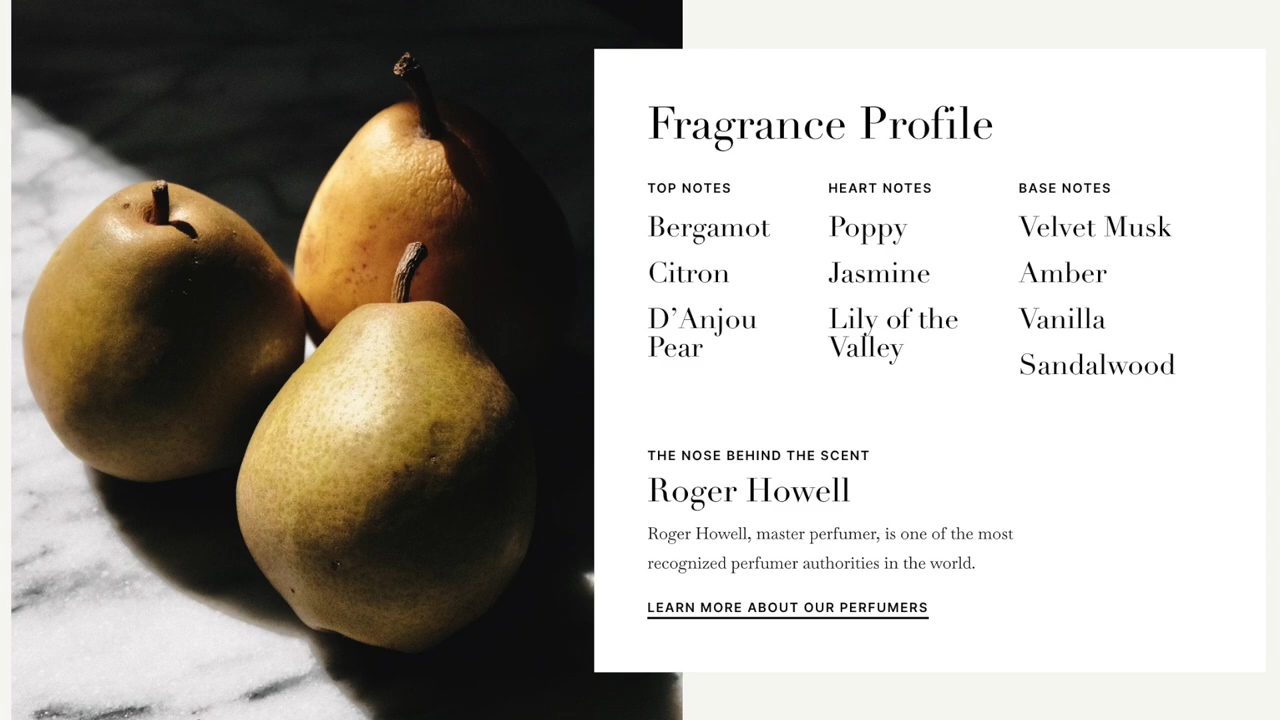 Fragrance Profile
TOP NOTES
Bergamot
Citron
D’Anjou
Pear
HEART NOTES
Poppy
Jasmine
Lily of the
Valley
BASE NOTES
Velvet Musk
Amber
Vanilla
Sandalwood
THE NOSE BEHIND THE SCENT
Roger Howell
Roger Howell, master perfumer, is one of the most
recognized perfumer authorities in the world.
LEARN MORE ABOUT OUR PERFUMERS